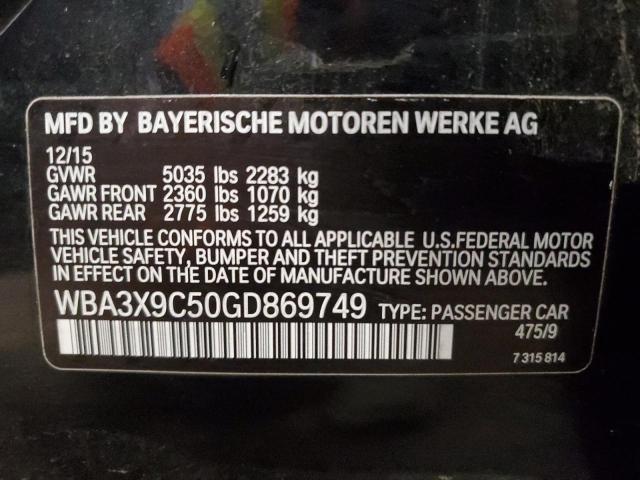 MFD BY BAYERISCHE MOTOREN WERKE AG
12/15
GVWR 5035 lbs 2283 kg
GAWR FRONT 2360 lbs 1070 kg
GAWR REAR 2775 lbs 1259 kg
THIS VEHICLE CONFORMS TO ALL APPLICABLE U.S.FEDERAL MOTOR
VEHICLE SAFETY, BUMPER AND THEFT PREVENTION STANDARDS
IN EFFECT ON THE DATE OF MANUFACTURE SHOWN ABOVE.
WBA3X9C50GD869749 TYPE: PASSENGER CAR
475/9
7 315 814